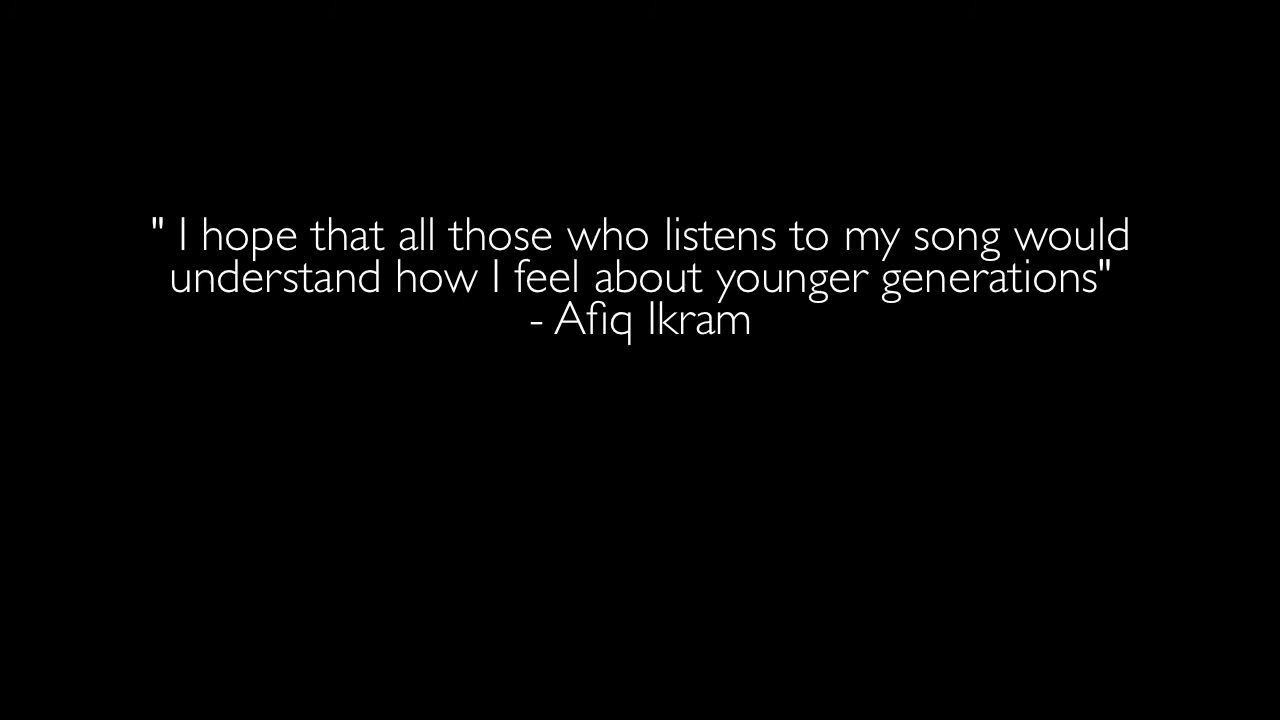 " I hope that all those who listens to my song would
understand how I feel about younger generations"
- Afiq Ikram